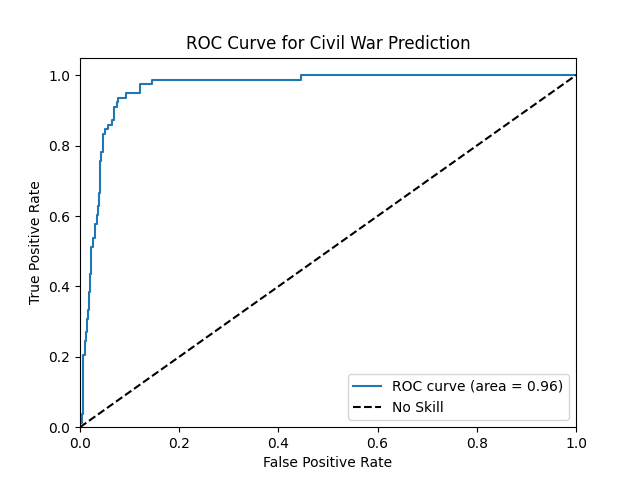 ROC Curve for Civil War Prediction
1.0
0.8
0.6
0.4
0.2
0.0
True Positive Rate
ROC curve (area = 0.96)
No Skill
0.0 0.2 0.4 0.6 0.8 1.0
False Positive Rate